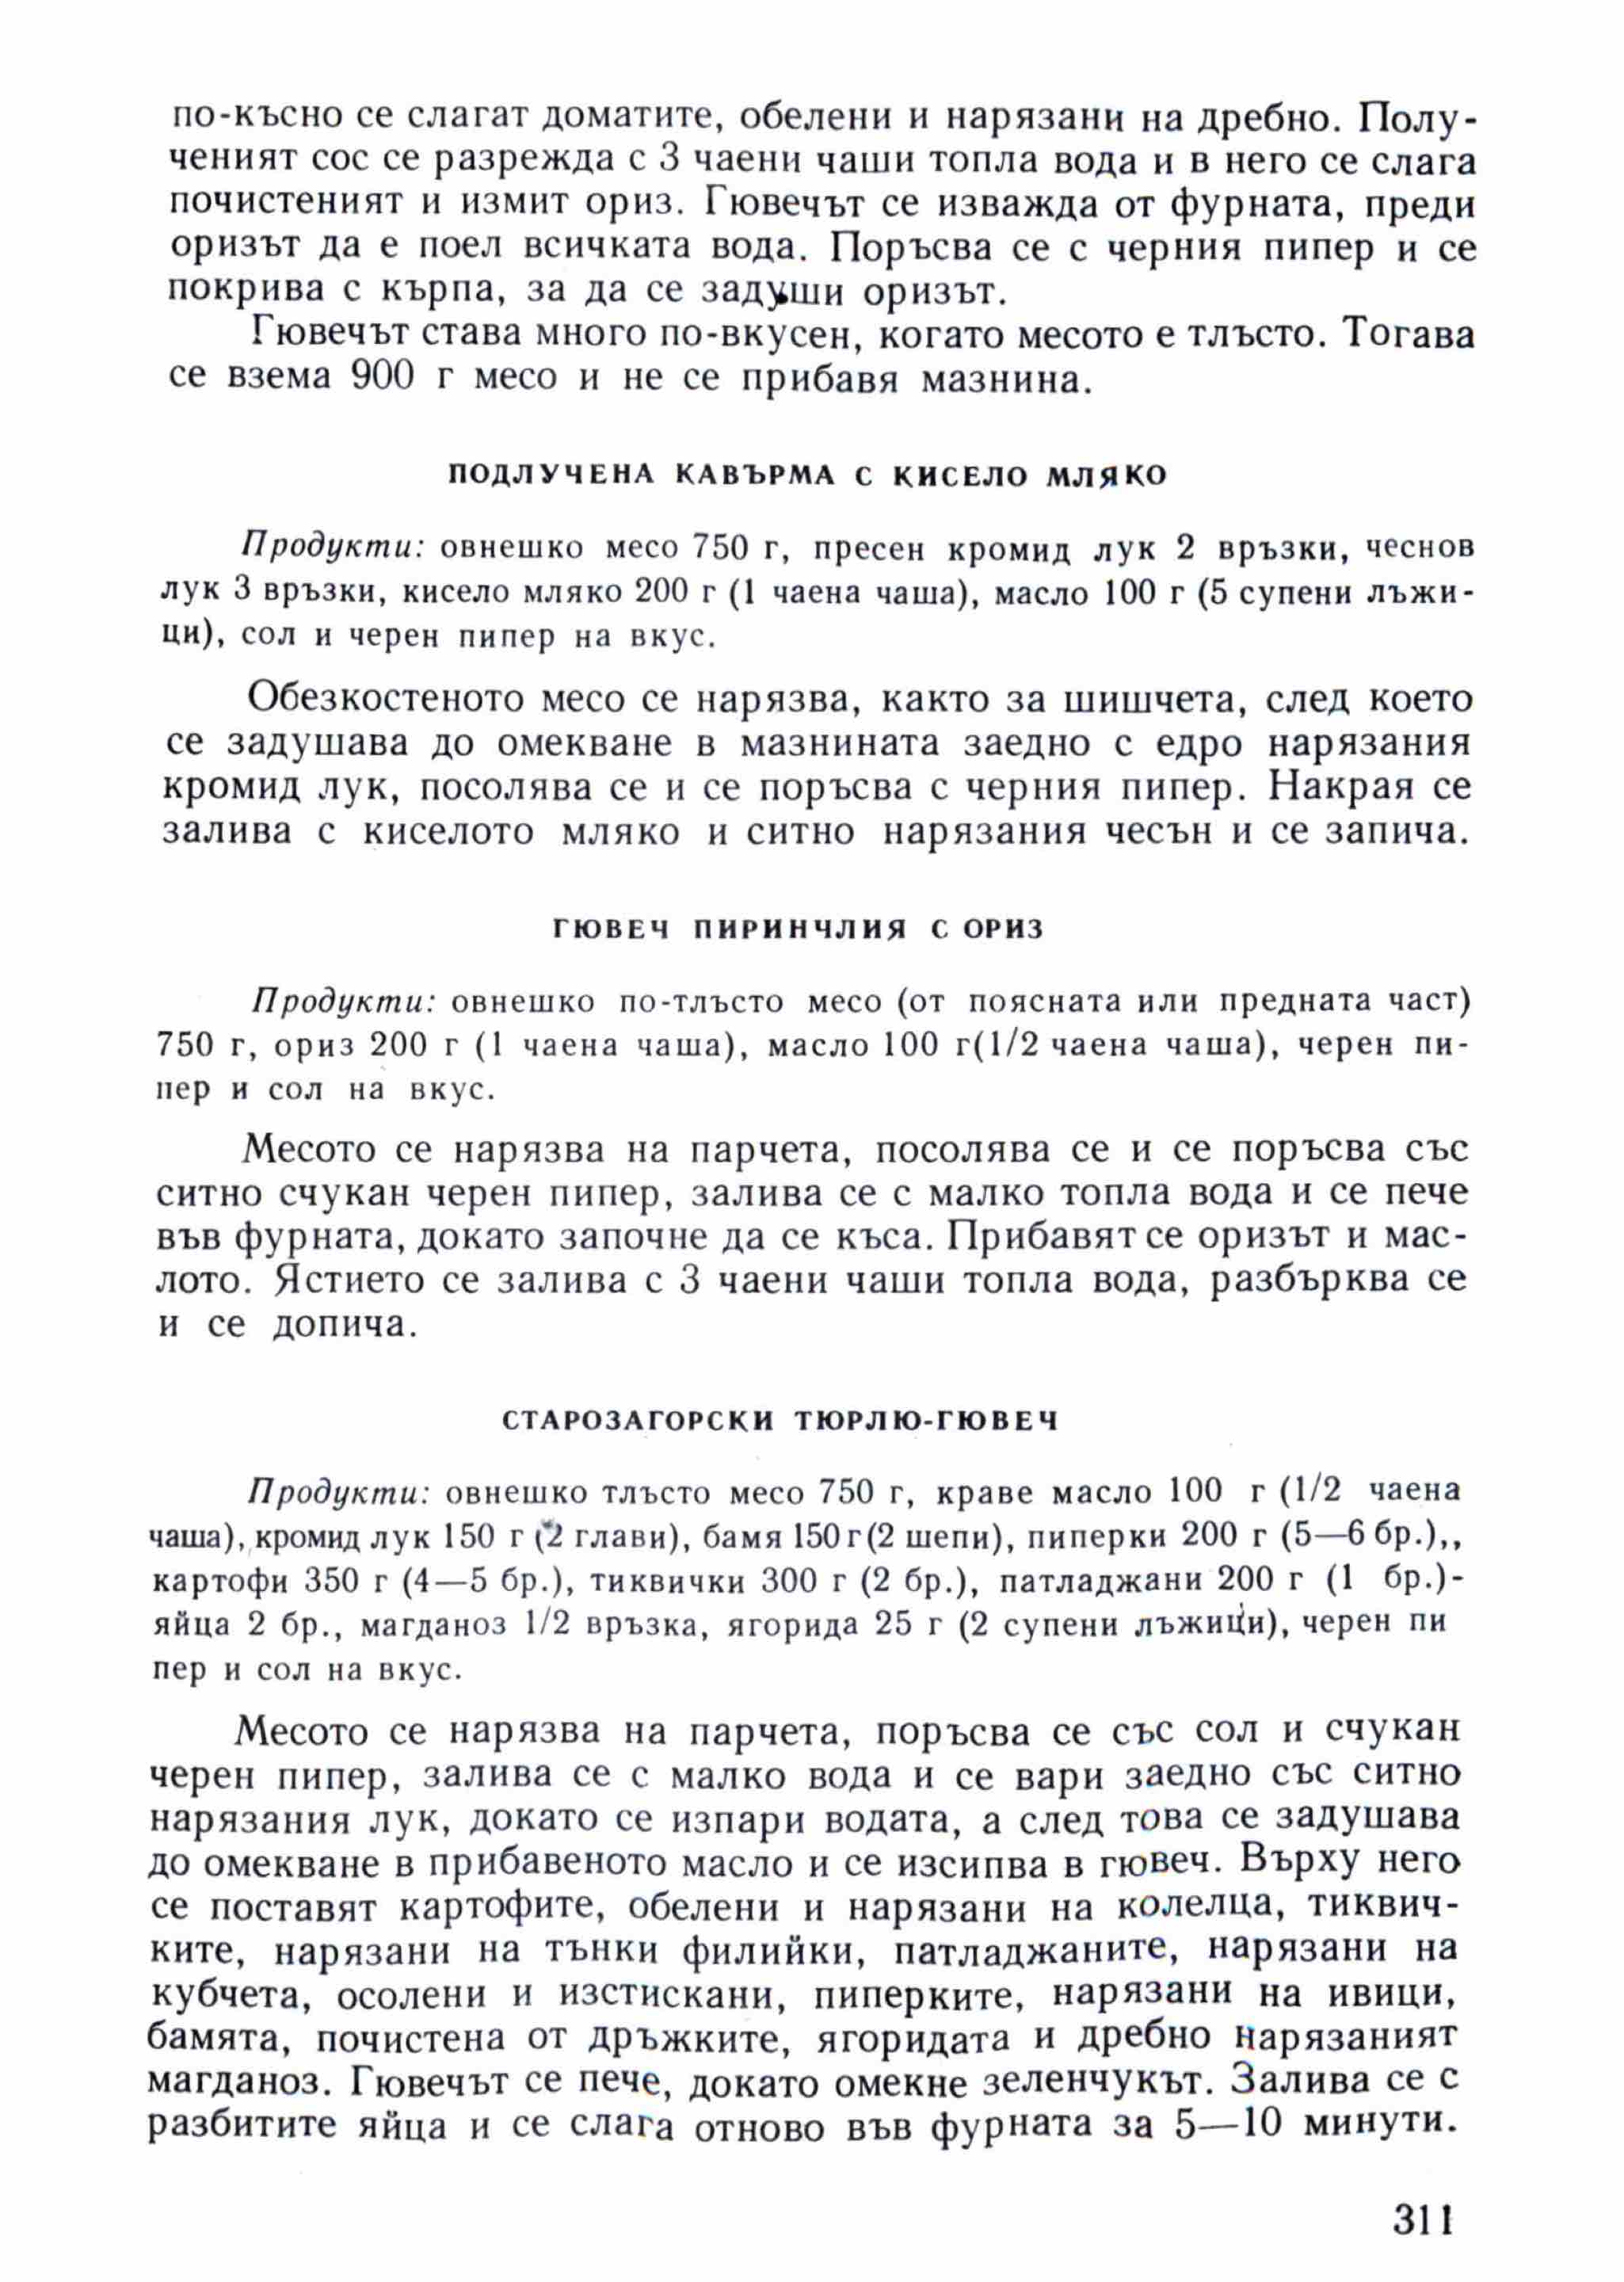 по-късно се слагат доматите, обелени и нарязани на дребно. Полу-
ченият сос се разрежда с 3 чаени чаши топла вода и в него се слага
почистеният и измит ориз. Гювечът се изважда от фурната, преди
оризът да е поел всичката вода. Поръсва се с черния пипер и се
покрива с кърпа, за да се задуши оризът.
Гювечът става много по-вкусен, когато месото е тлъсто. Тогава
се взема 900 г месо и не се прибавя мазнина.
ПОДЛУЧЕНА КАВЪРМА С КИСЕЛО МЛЯКО
Продукти: овнешко месо 750 г, пресен кромид лук 2 връзки, чеснов
лук 3 връзки, кисело мляко 200 г (1 чаена чаша), масло 100 г (5 супени лъжи-
ци), сол и черен пипер на вкус.
Обезкостеното месо се нарязва, както за шишчета, след което
се задушава до омекване в мазнината заедно с едро нарязания
кромид лук, посолява се и се поръсва с черния пипер. Накрая се
залива с киселото мляко и ситно нарязания чесън и се запича.
ГЮВЕЧ ПИРИНЧЛИЯ С ОРИЗ
Продукти: овнешко по-тлъсто месо (от поясната или предната част)
750 г, ориз 200 г (1 чаена чаша), масло 100 г(1/2 чаена чаша), черен пи-
пер и сол на вкус.
Месото се нарязва на парчета, посолява се и се поръсва със
ситно счукан черен пипер, залива се с малко топла вода и се пече
във фурната, докато започне да се къса. Прибавят се оризът и мас-
лото. Ястието се залива с 3 чаени чаши топла вода, разбърква се
и се допича.
СТАРОЗАГОРСКИ ТЮРЛЮ-ГЮВЕЧ
Продукти: овнешко тлъсто месо 750 г, краве масло 100 г (1/2 чаена
чаша), кромид лук 150 г (2 глави), бамя 150 г (2 шепи), пиперки 200 г (5—6 бр.),,
картофи 350 г (4—5 бр.), тиквички 300 г (2 бр.), патладжани 200 г (1 бр.)-
яйца 2 бр., магданоз 1/2 връзка, ягорида 25 г (2 супени лъжици), черен пи
пер и сол на вкус.
Месото се нарязва на парчета, поръсва се със сол и счукан
черен пипер, залива се с малко вода и се вари заедно със ситно
нарязания лук, докато се изпари водата, а след това се задушава
до омекване в прибавеното масло и се изсипва в гювеч. Върху него
се поставят картофите, обелени и нарязани на колелца, тиквич-
ките, нарязани на тънки филийки, патладжаните, нарязани на
кубчета, осолени и изстискани, пиперките, нарязани на ивици,
бамята, почистена от дръжките, ягоридата и дребно нарязаният
магданоз. Гювечът се пече, докато омекне зеленчукът. Залива се с
разбитите яйца и се слага отново във фурната за 5—10 минути.
311